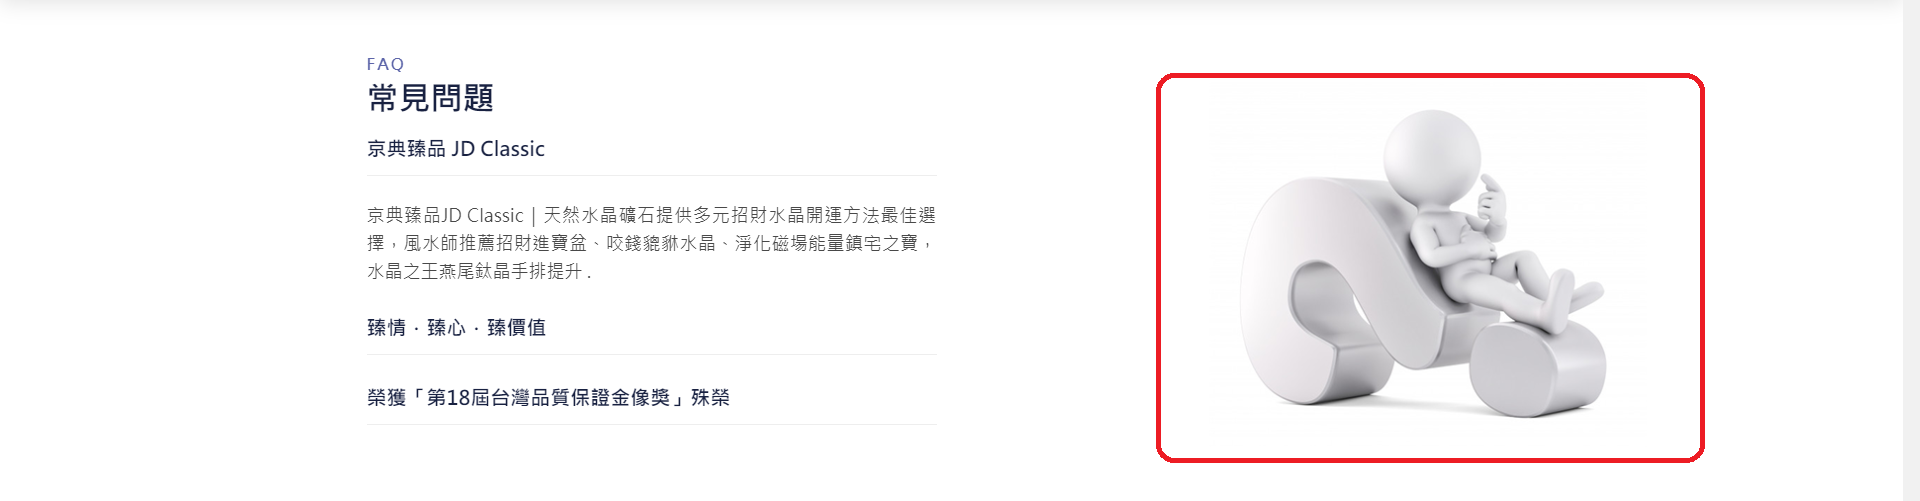 FAQ
常見問題
京典臻品 JD Classic
京典臻品JD Classic｜天然水晶礦石提供多元招財水晶開運方法最佳選
擇，風水師推薦招財進寶盆、咬錢貔貅水晶、淨化磁場能量鎮宅之寶，
水晶之王燕尾鈦晶手排提升 .
臻情．臻心．臻價值
榮獲「第18屆台灣品質保證金像獎」殊榮